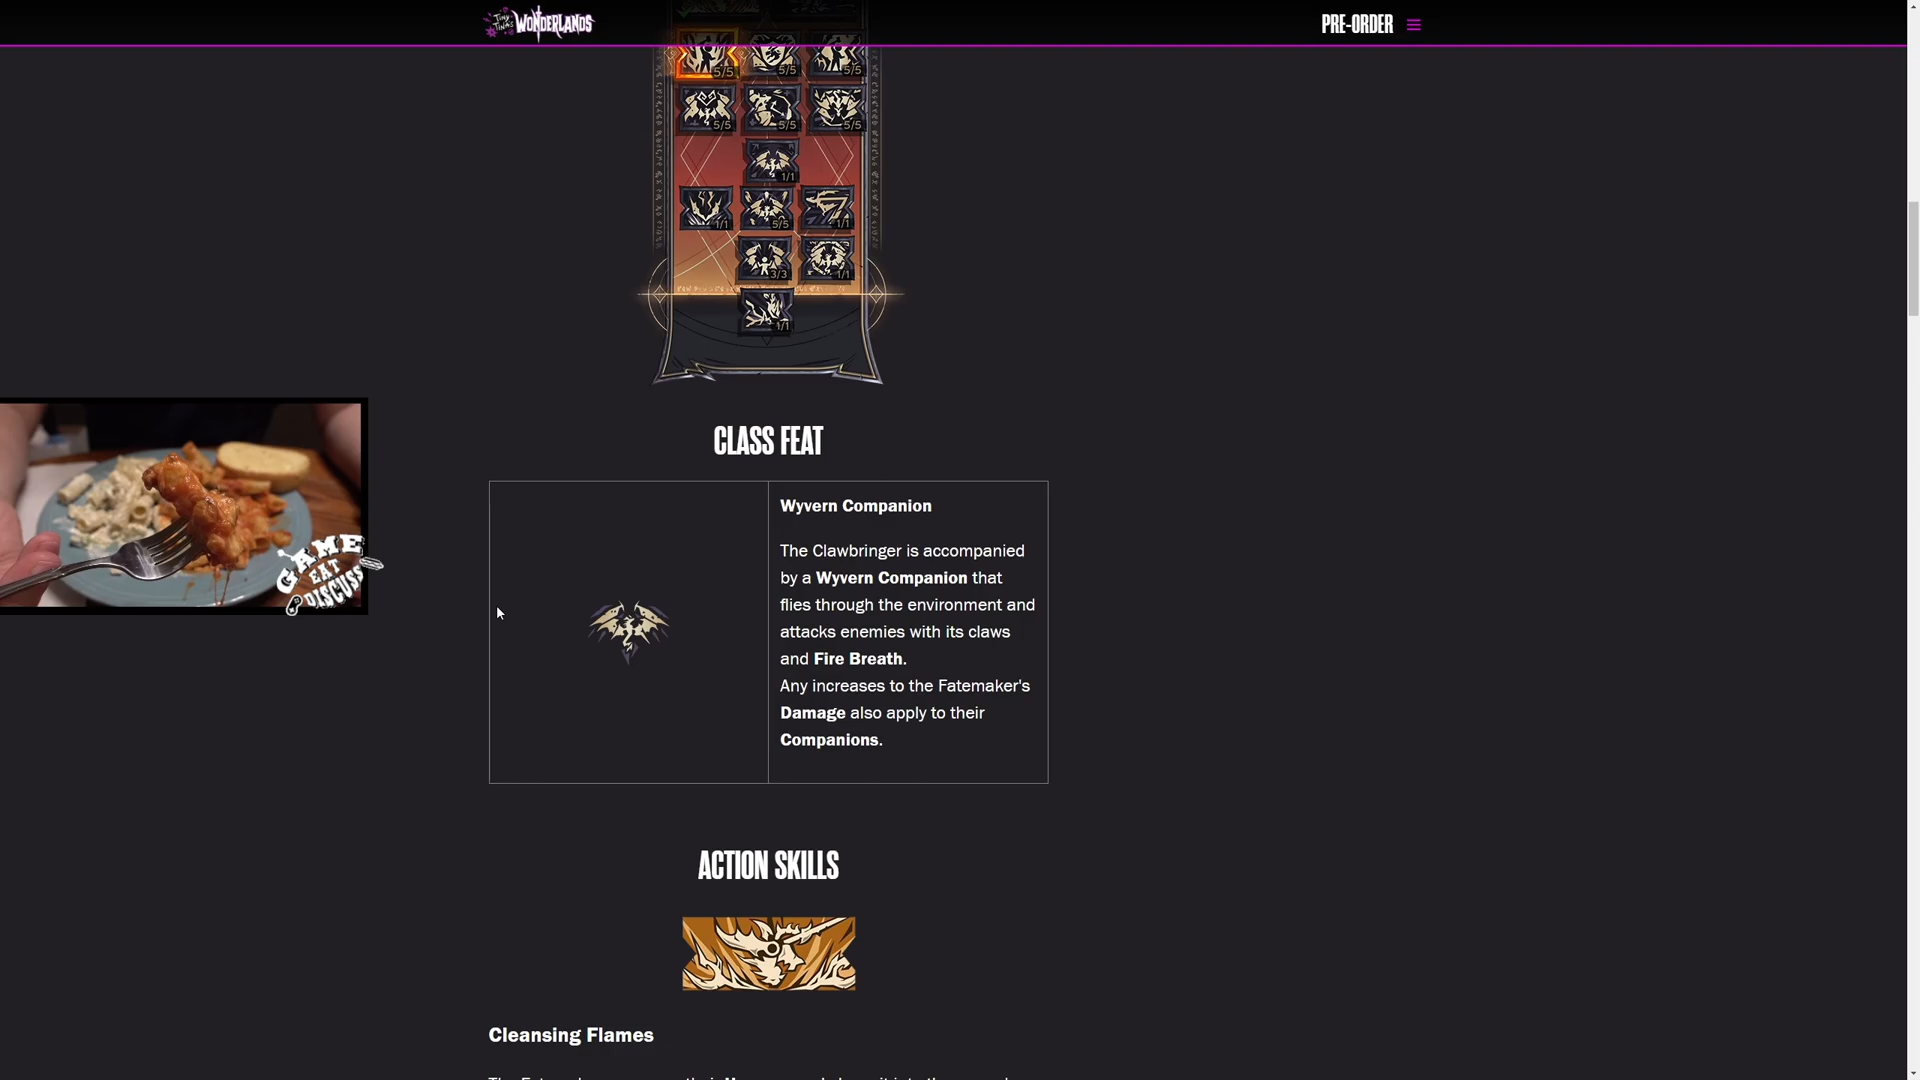 Tiny Tina's WONDERLANDS
PRE-ORDER
5/5 5/5 5/5
5/5 5/5 5/5
1/1
1/1 5/5 1/1
3/3 1/1
1/1
CLASS FEAT
Wyvern Companion
The Clawbringer is accompanied
by a Wyvern Companion that
flies through the environment and
attacks enemies with its claws
and Fire Breath.
Any increases to the Fatemaker's
Damage also apply to their
Companions.
GAME
EAT
DISCUSS
ACTION SKILLS
Cleansing Flames